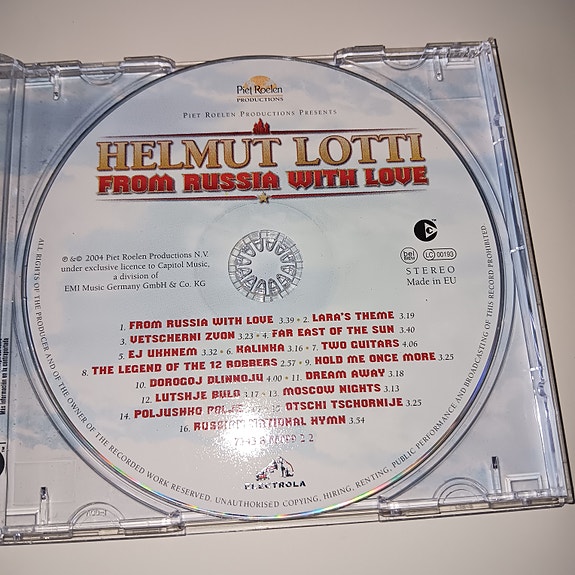 Piet Roelen
PRODUCTIONS
PIET ROELEN PRODUCTIONS PRESENTS
HELMUT LOTTI
FROM RUSSIA WITH LOVE
℗ &© 2004 Piet Roelen Productions N.V.
under exclusive licence to Capitol Music,
a division of
EMI Music Germany GmbH & Co. KG
LC 00193
STEREO
Made in EU
1. FROM RUSSIA WITH LOVE 3.39 • 2. LARA'S THEME 3.19
3. VETSCHERNI ZVON 3.23 • 4. FAR EAST OF THE SUN 3.40
5. EJ UKHNEM 3.32 • 6. KALINKA 3.16 • 7. TWO GUITARS 4.06
8. THE LEGEND OF THE 12 ROBBERS 2.57 • 9. HOLD ME ONCE MORE 3.25
10. DOROGOJ DLINNOJU 4.00 • 11. DREAM AWAY 3.18
12. LUTSHJE BULO 3.17 • 13. MOSCOW NIGHTS 3.13
14. POLJUSHKO POLJE 15. OTSCHI TSCHORNIJE 3.25
16. RUSSIAN NATIONAL HYMN 3.54
ELECTROLA
ALL RIGHTS OF THE PRODUCER AND OF THE OWNER OF THE RECORDED WORK RESERVED. UNAUTHORISED COPYING, HIRING, RENTING, PUBLIC PERFORMANCE AND BROADCASTING OF THIS RECORD PROHIBITED